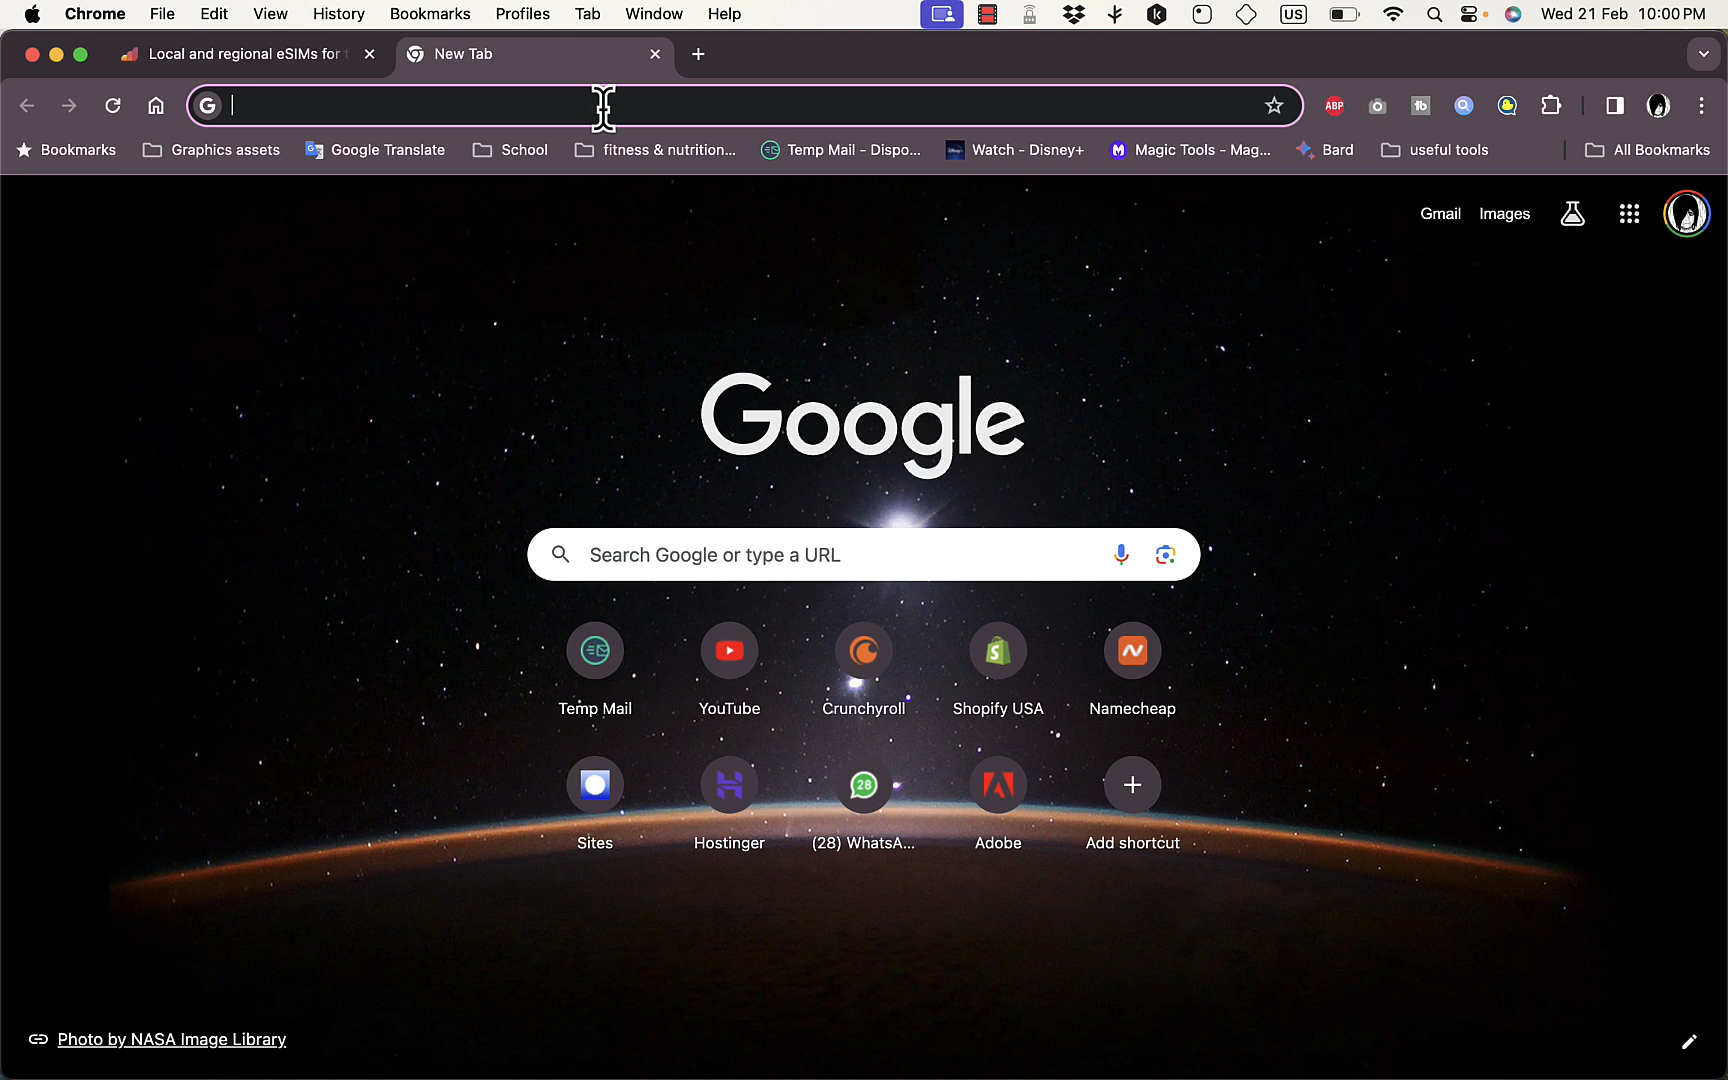 Chrome File Edit View History Bookmarks Profiles Tab Window Help US Wed 21 Feb 10:00 PM
Local and regional eSIMs for New Tab
G ABP fb
Bookmarks Graphics assets Google Translate School fitness & nutrition... Temp Mail - Dispo... Watch - Disney+ Magic Tools - Mag... Bard useful tools All Bookmarks
Gmail Images
Google
Search Google or type a URL
Temp Mail YouTube Crunchyroll Shopify USA Namecheap
28
Sites Hostinger (28) WhatsA... Adobe Add shortcut
Photo by NASA Image Library